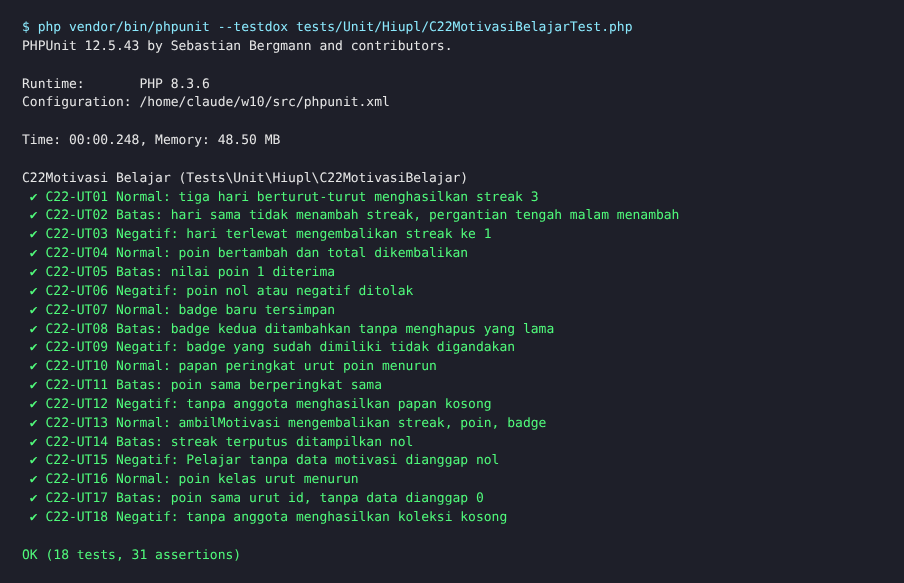 $ php vendor/bin/phpunit --testdox tests/Unit/Hiupl/C22MotivasiBelajarTest.php
PHPUnit 12.5.43 by Sebastian Bergmann and contributors.
Runtime:       PHP 8.3.6
Configuration: /home/claude/w10/src/phpunit.xml
Time: 00:00.248, Memory: 48.50 MB
C22Motivasi Belajar (Tests\Unit\Hiupl\C22MotivasiBelajar)
✔ C22-UT01 Normal: tiga hari berturut-turut menghasilkan streak 3
✔ C22-UT02 Batas: hari sama tidak menambah streak, pergantian tengah malam menambah
✔ C22-UT03 Negatif: hari terlewat mengembalikan streak ke 1
✔ C22-UT04 Normal: poin bertambah dan total dikembalikan
✔ C22-UT05 Batas: nilai poin 1 diterima
✔ C22-UT06 Negatif: poin nol atau negatif ditolak
✔ C22-UT07 Normal: badge baru tersimpan
✔ C22-UT08 Batas: badge kedua ditambahkan tanpa menghapus yang lama
✔ C22-UT09 Negatif: badge yang sudah dimiliki tidak digandakan
✔ C22-UT10 Normal: papan peringkat urut poin menurun
✔ C22-UT11 Batas: poin sama berperingkat sama
✔ C22-UT12 Negatif: tanpa anggota menghasilkan papan kosong
✔ C22-UT13 Normal: ambilMotivasi mengembalikan streak, poin, badge
✔ C22-UT14 Batas: streak terputus ditampilkan nol
✔ C22-UT15 Negatif: Pelajar tanpa data motivasi dianggap nol
✔ C22-UT16 Normal: poin kelas urut menurun
✔ C22-UT17 Batas: poin sama urut id, tanpa data dianggap 0
✔ C22-UT18 Negatif: tanpa anggota menghasilkan koleksi kosong
OK (18 tests, 31 assertions)